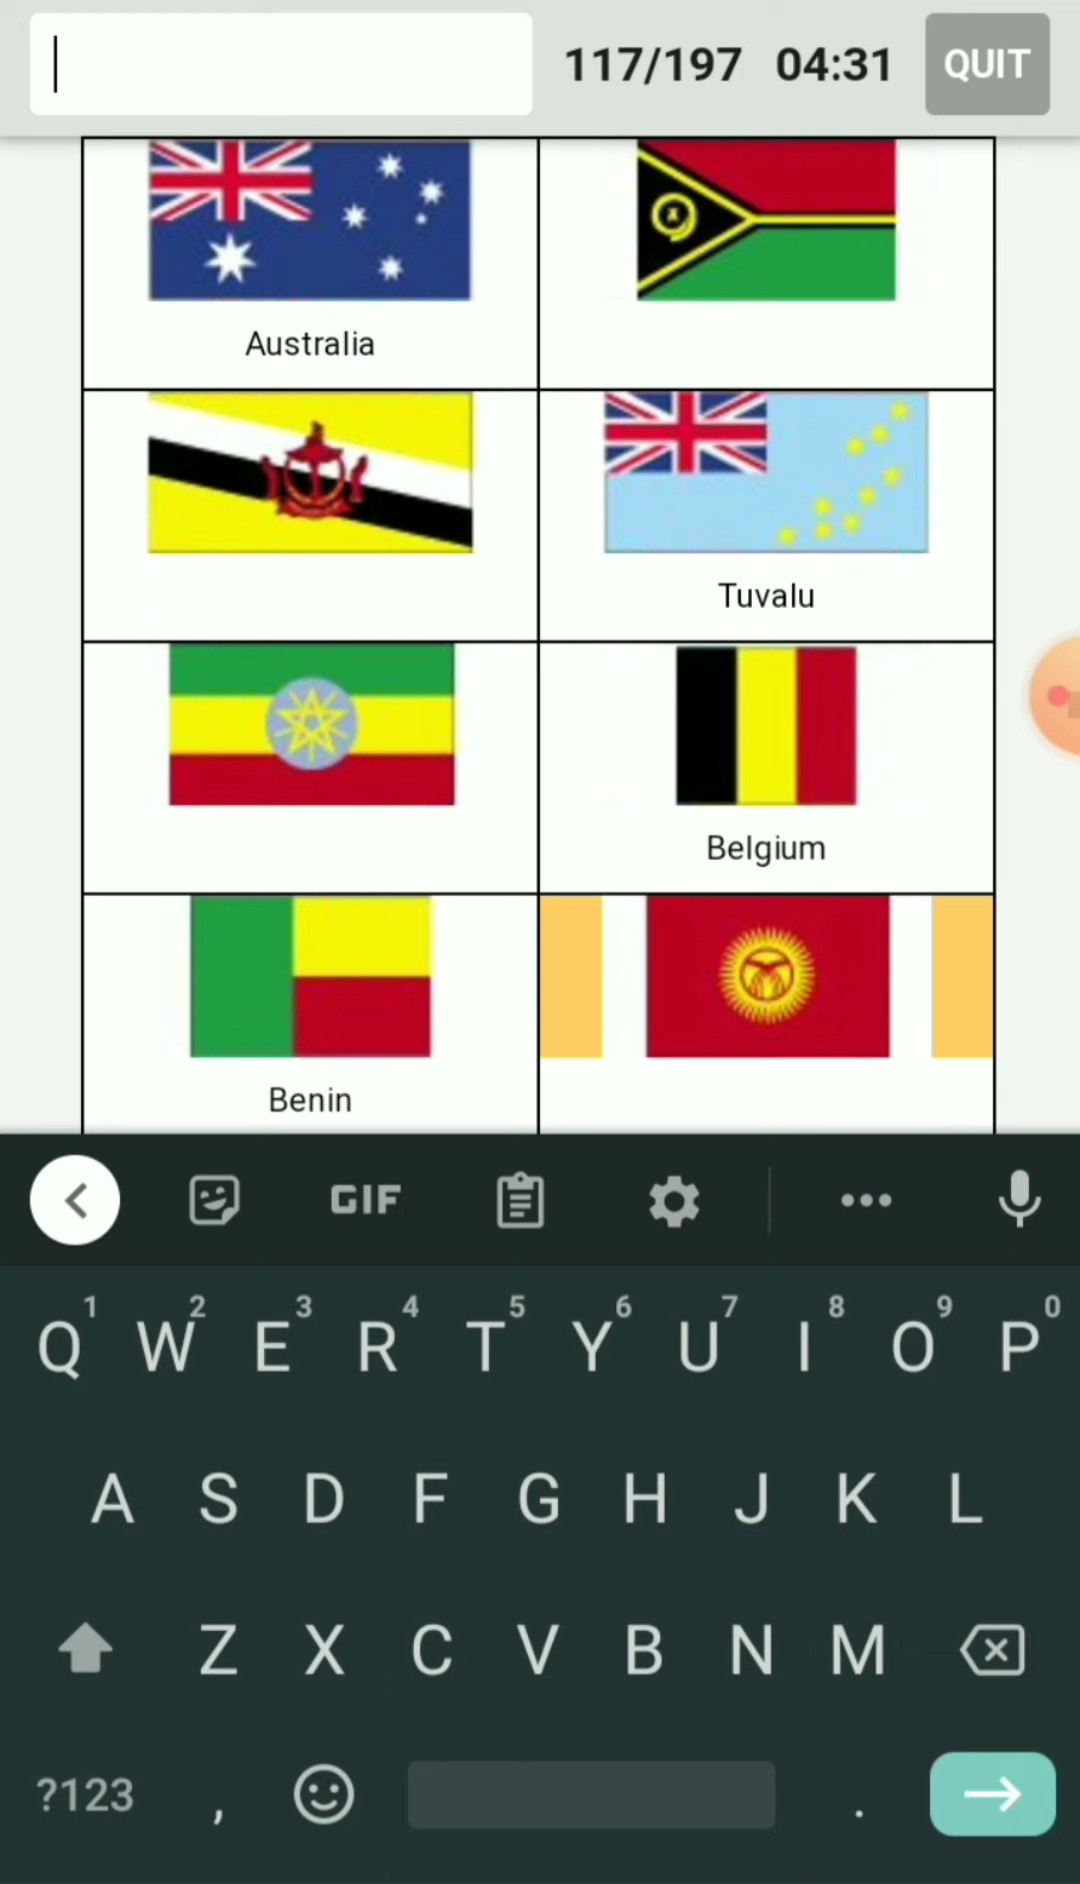 117/197 04:31 QUIT
Australia
Tuvalu
Belgium
Benin
GIF
1 2 3 4 5 6 7 8 9 0
Q W E R T Y U I O P
A S D F G H J K L
Z X C V B N M
?123 , .